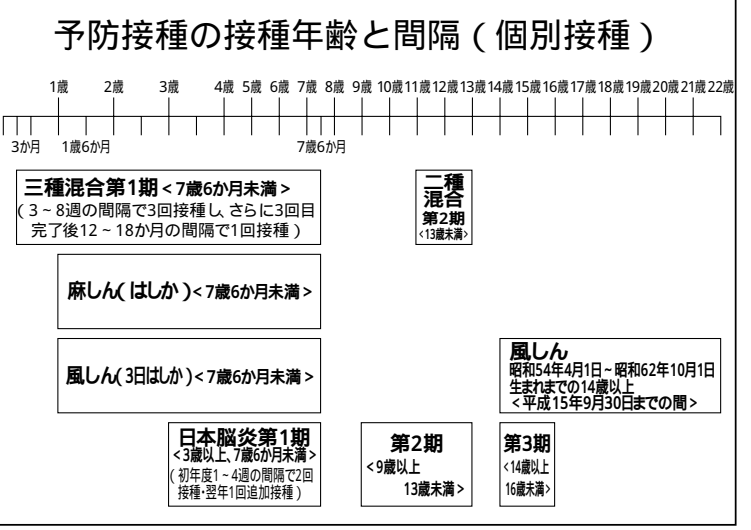 予防接種の接種年齢と間隔（個別接種）
1歳 2歳 3歳 4歳 5歳 6歳 7歳 8歳 9歳 10歳 11歳 12歳 13歳 14歳 15歳 16歳 17歳 18歳 19歳 20歳 21歳 22歳
3か月 1歳6か月 7歳6か月
三種混合第1期<7歳6か月未満>
(3~8週の間隔で3回接種し、さらに3回目
完了後12~18か月の間隔で1回接種)
二種
混合
第2期
<13歳未満>
麻しん(はしか)<7歳6か月未満>
風しん(3日はしか)<7歳6か月未満>
風しん
昭和54年4月1日~昭和62年10月1日
生まれまでの14歳以上
<平成15年9月30日までの間>
日本脳炎第1期
<3歳以上、7歳6か月未満>
(初年度1~4週の間隔で2回
接種・翌年1回追加接種)
第2期
<9歳以上
13歳未満>
第3期
<14歳以上
16歳未満>